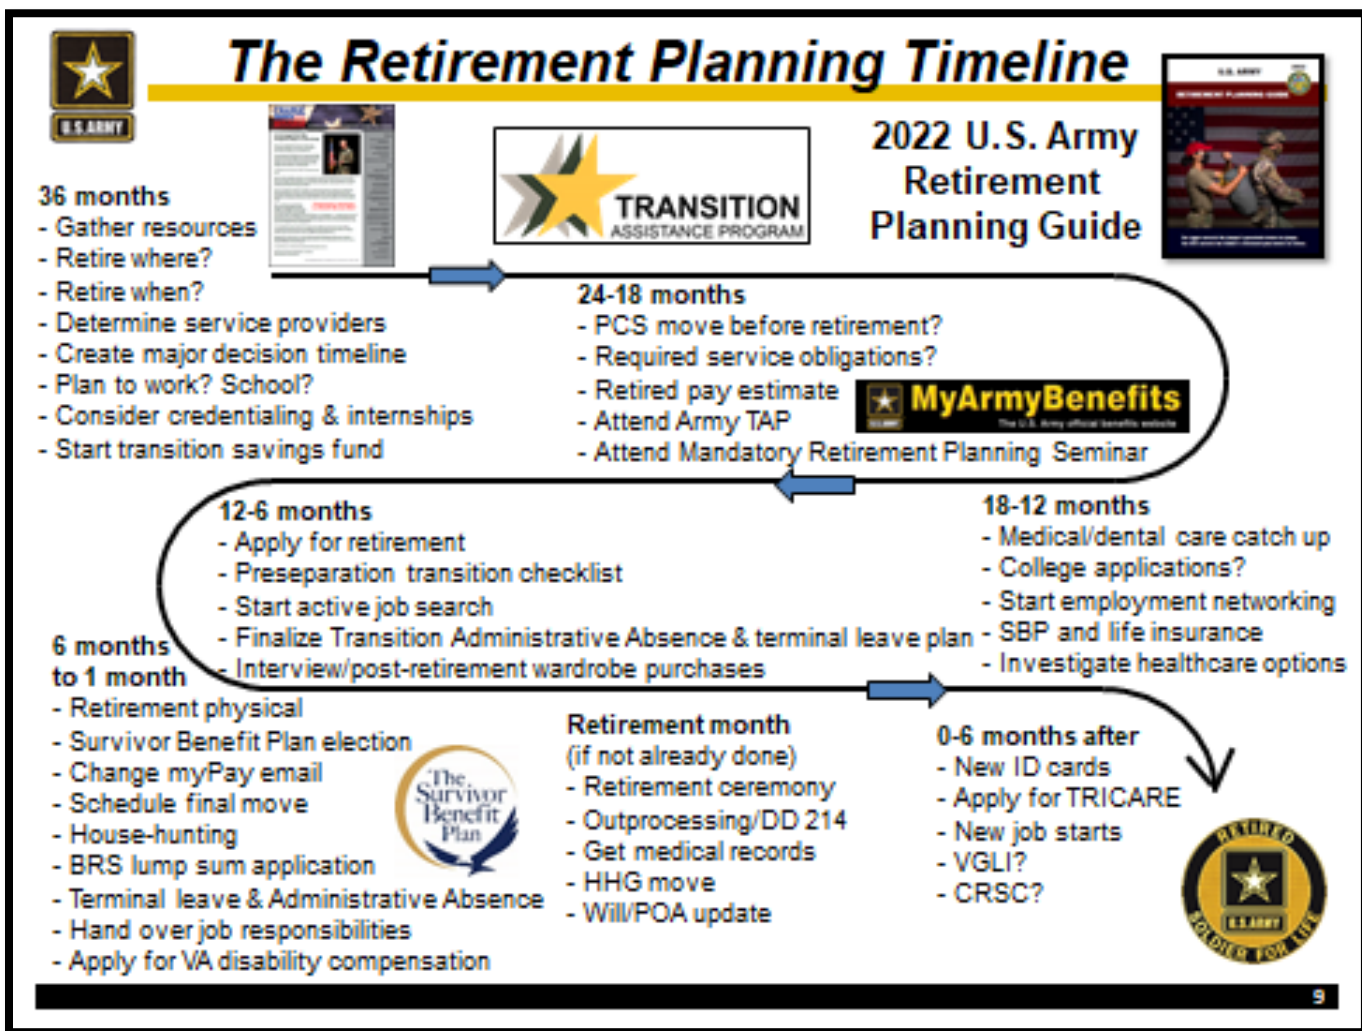 The Retirement Planning Timeline
U.S. ARMY
U.S. ARMY
RETIREMENT PLANNING GUIDE
TRANSITION
ASSISTANCE PROGRAM
2022 U.S. Army
Retirement
Planning Guide
36 months
- Gather resources
- Retire where?
- Retire when?
- Determine service providers
- Create major decision timeline
- Plan to work? School?
- Consider credentialing & internships
- Start transition savings fund
24-18 months
- PCS move before retirement?
- Required service obligations?
- Retired pay estimate
- Attend Army TAP
- Attend Mandatory Retirement Planning Seminar
U.S. ARMY
MyArmyBenefits
The U.S. Army official benefits website
18-12 months
- Medical/dental care catch up
- College applications?
- Start employment networking
- SBP and life insurance
- Investigate healthcare options
12-6 months
- Apply for retirement
- Preseparation transition checklist
- Start active job search
- Finalize Transition Administrative Absence & terminal leave plan
- Interview/post-retirement wardrobe purchases
6 months
to 1 month
- Retirement physical
- Survivor Benefit Plan election
- Change myPay email
- Schedule final move
- House-hunting
- BRS lump sum application
- Terminal leave & Administrative Absence
- Hand over job responsibilities
- Apply for VA disability compensation
The
Survivor
Benefit
Plan
Retirement month
(if not already done)
- Retirement ceremony
- Outprocessing/DD 214
- Get medical records
- HHG move
- Will/POA update
0-6 months after
- New ID cards
- Apply for TRICARE
- New job starts
- VGLI?
- CRSC?
RETIRED
U.S. ARMY
SOLDIER FOR LIFE
9